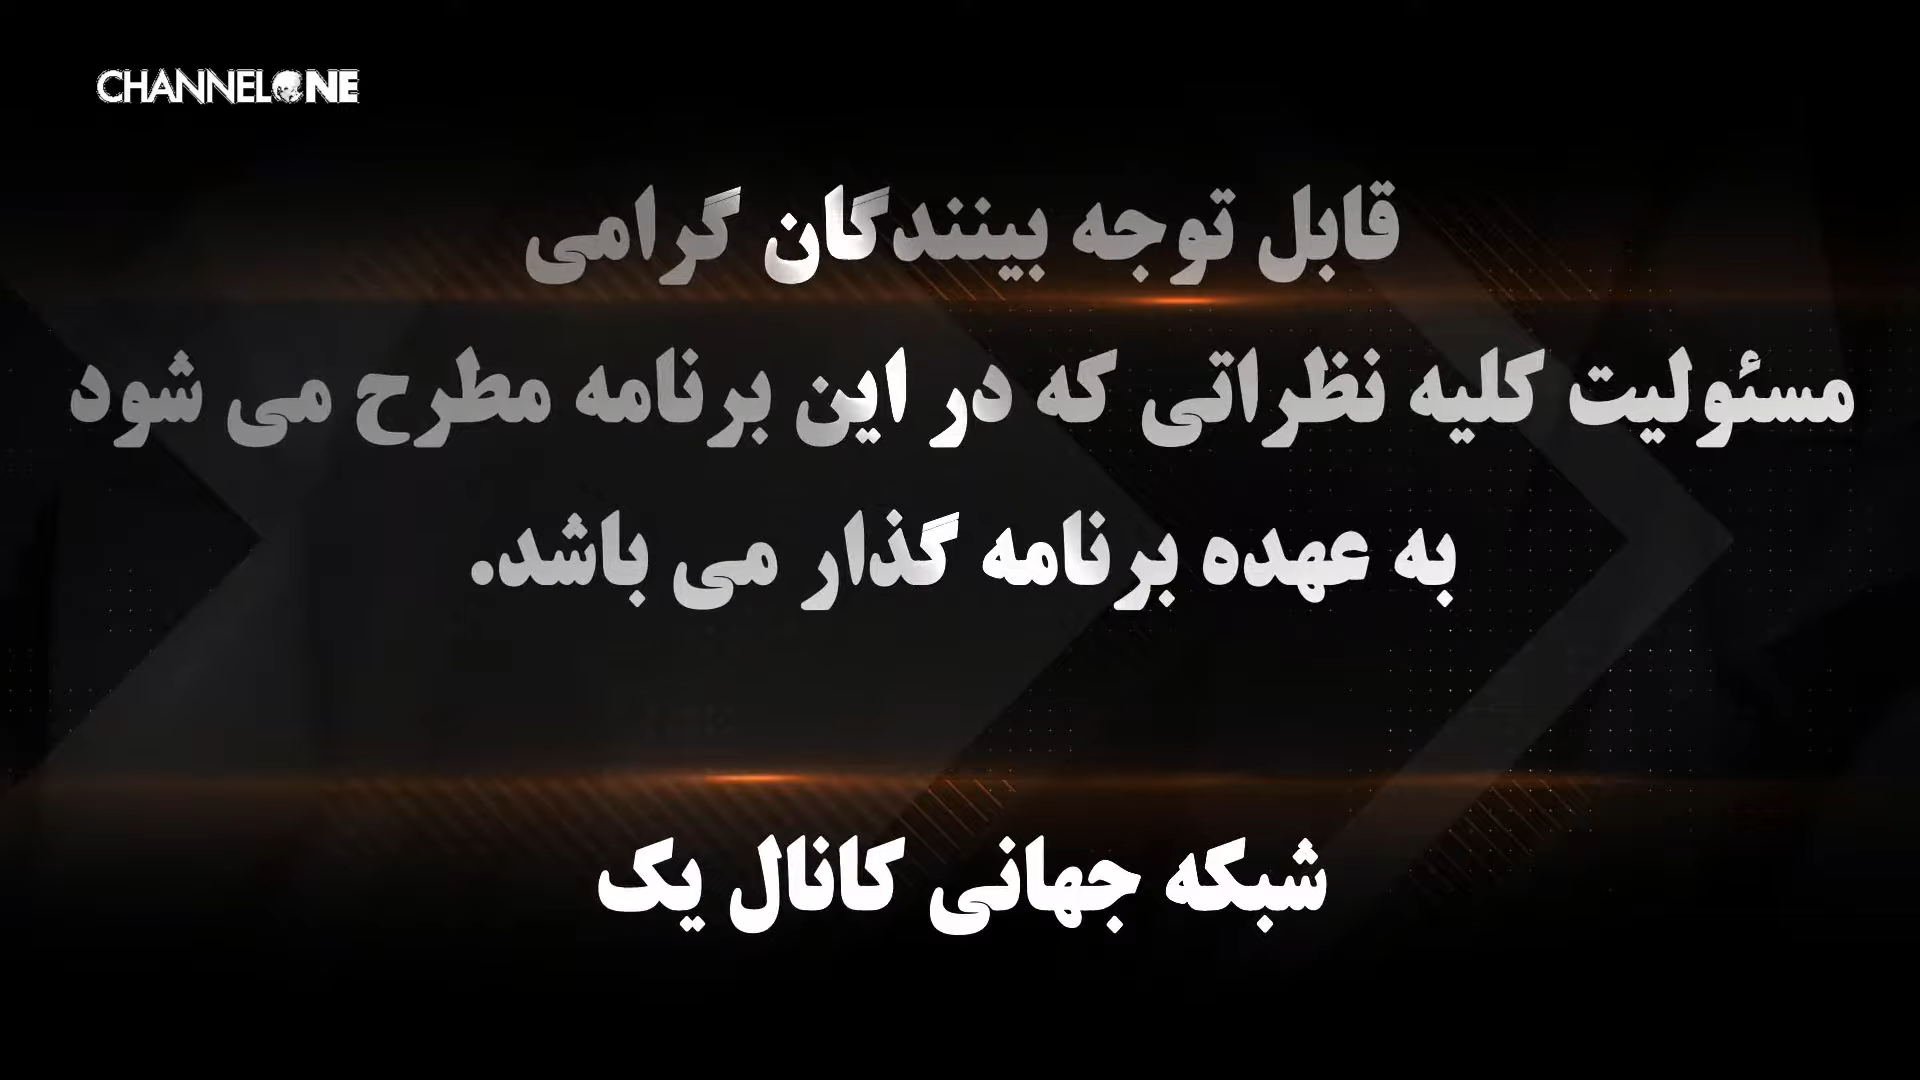 CHANNELONE
قابل توجه بینندگان گرامی
مسئولیت کلیه نظراتی که در این برنامه مطرح می شود
به عهده برنامه گذار می باشد.
شبکه جهانی کانال یک